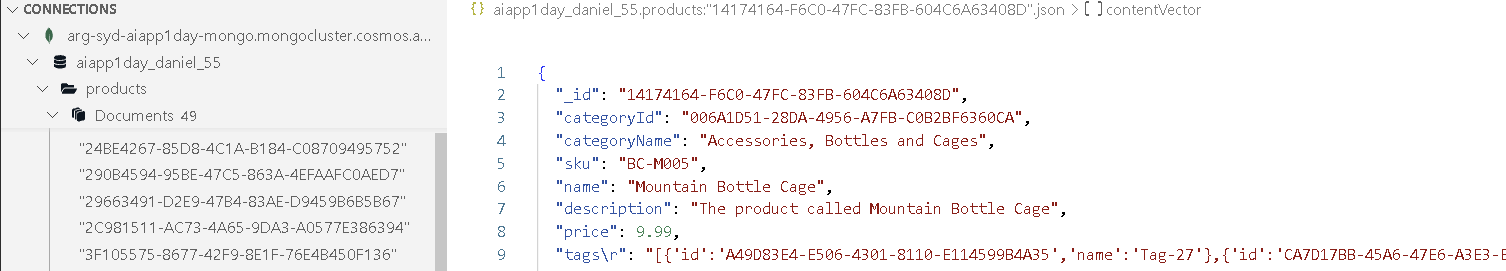 CONNECTIONS
arg-syd-aiapp1day-mongo.mongocluster.cosmos.a...
aiapp1day_daniel_55
products
Documents 49
"24BE4267-85D8-4C1A-B184-C08709495752"
"290B4594-95BE-47C5-863A-4EFAAFC0AED7"
"29663491-D2E9-47B4-83AE-D9459B6B5B67"
"2C981511-AC73-4A65-9DA3-A0577E386394"
"3F105575-8677-42F9-8E1F-76E4B450F136"
{} aiapp1day_daniel_55.products:"14174164-F6C0-47FC-83FB-604C6A63408D".json > [ ] contentVector
1 {
2 "_id": "14174164-F6C0-47FC-83FB-604C6A63408D",
3 "categoryId": "006A1D51-28DA-4956-A7FB-C0B2BF6360CA",
4 "categoryName": "Accessories, Bottles and Cages",
5 "sku": "BC-M005",
6 "name": "Mountain Bottle Cage",
7 "description": "The product called Mountain Bottle Cage",
8 "price": 9.99,
9 "tags\r": "[{'id':'A49D83E4-E506-4301-8110-E114599B4A35','name':'Tag-27'},{'id':'CA7D17BB-45A6-47E6-A3E3-E